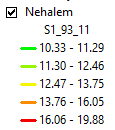 Nehalem
S1_93_11
10.33 - 11.29
11.30 - 12.46
12.47 - 13.75
13.76 - 16.05
16.06 - 19.88